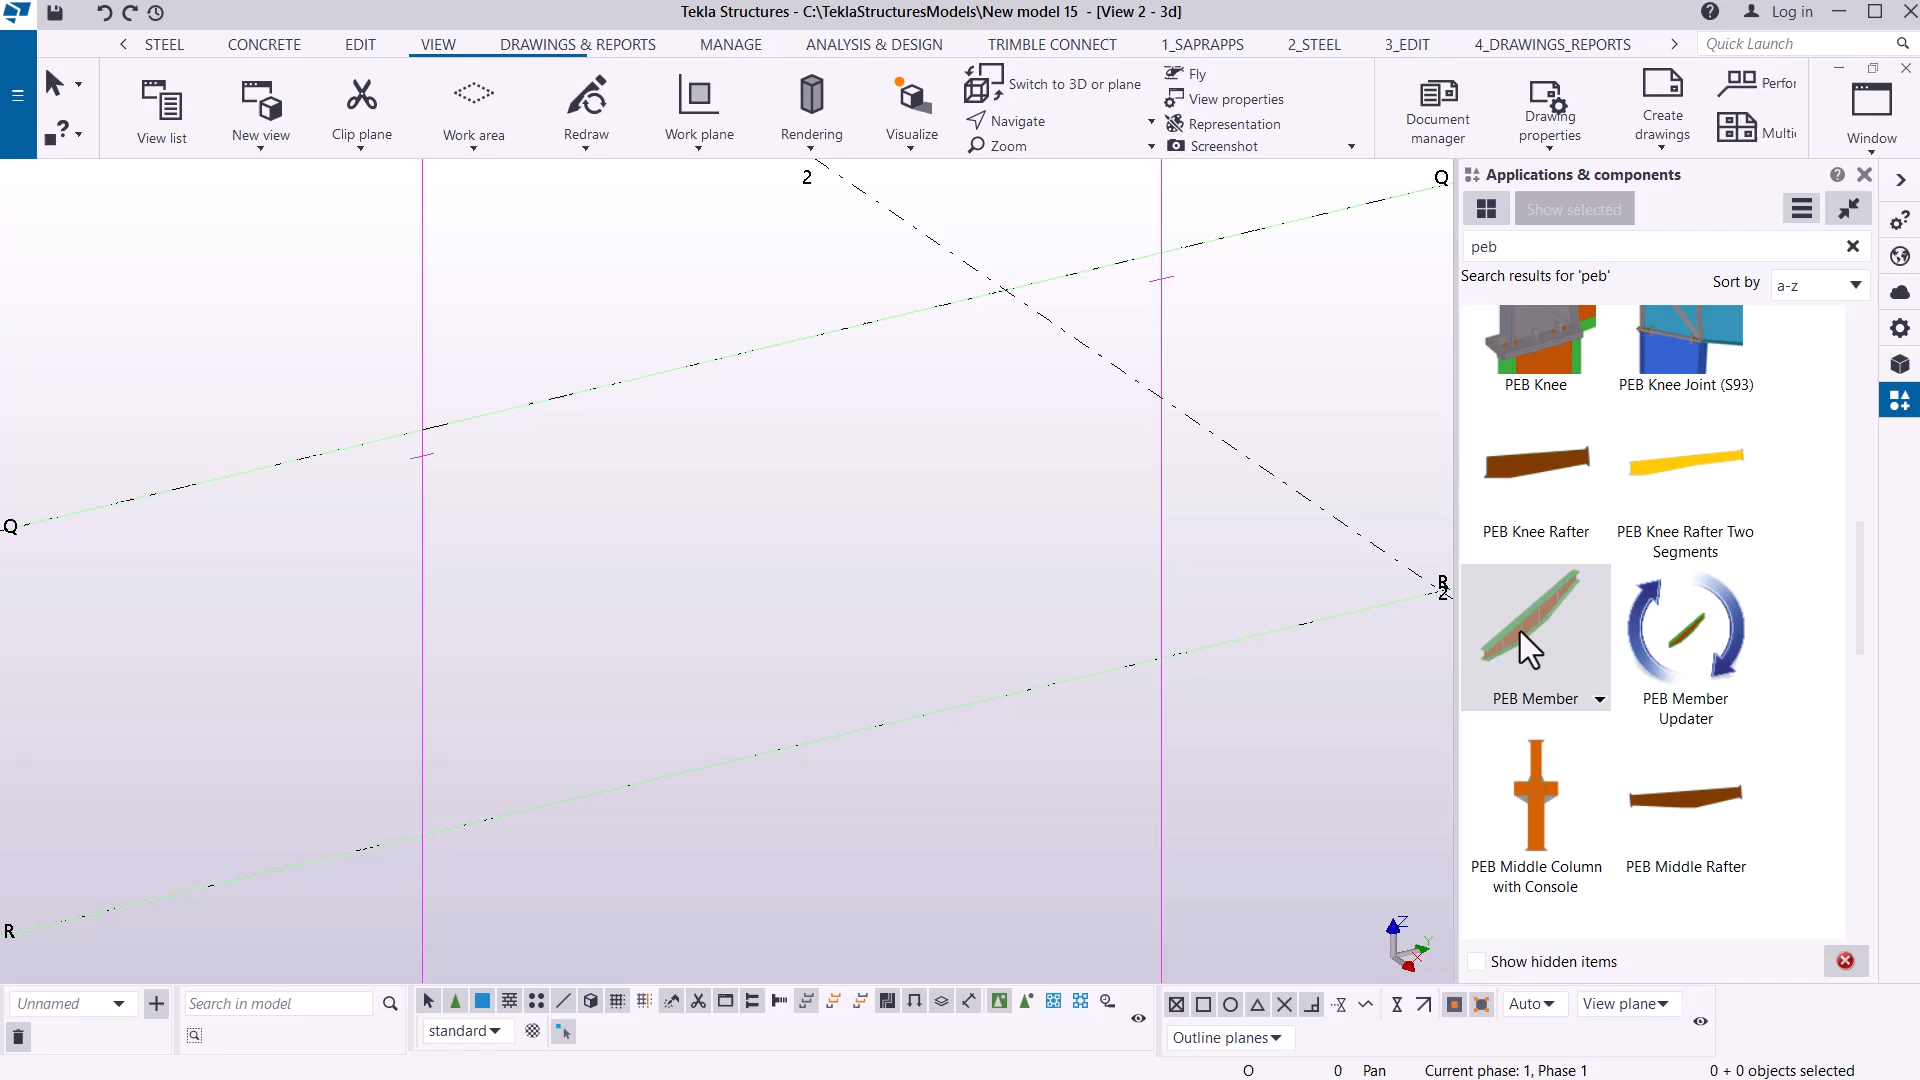 Tekla Structures - C:\TeklaStructuresModels\New model 15 - [View 2 - 3d]
Log in
STEEL
CONCRETE
EDIT
VIEW
DRAWINGS & REPORTS
MANAGE
ANALYSIS & DESIGN
TRIMBLE CONNECT
1_SAPRAPPS
2_STEEL
3_EDIT
4_DRAWINGS_REPORTS
Quick Launch
View list
New view
Clip plane
Work area
Redraw
Work plane
Rendering
Visualize
Switch to 3D or plane
Navigate
Zoom
Fly
View properties
Representation
Screenshot
Document
manager
Drawing
properties
Create
drawings
Perfor
Multi
Window
2
Q
Q
R
2
R
Z
Y
X
Applications & components
Show selected
peb
Search results for 'peb'
Sort by
a-z
PEB Knee
PEB Knee Joint (S93)
PEB Knee Rafter
PEB Knee Rafter Two
Segments
PEB Member
PEB Member
Updater
PEB Middle Column
with Console
PEB Middle Rafter
Show hidden items
Unnamed
Search in model
standard
Auto
View plane
Outline planes
O
0
Pan
Current phase: 1, Phase 1
0 + 0 objects selected